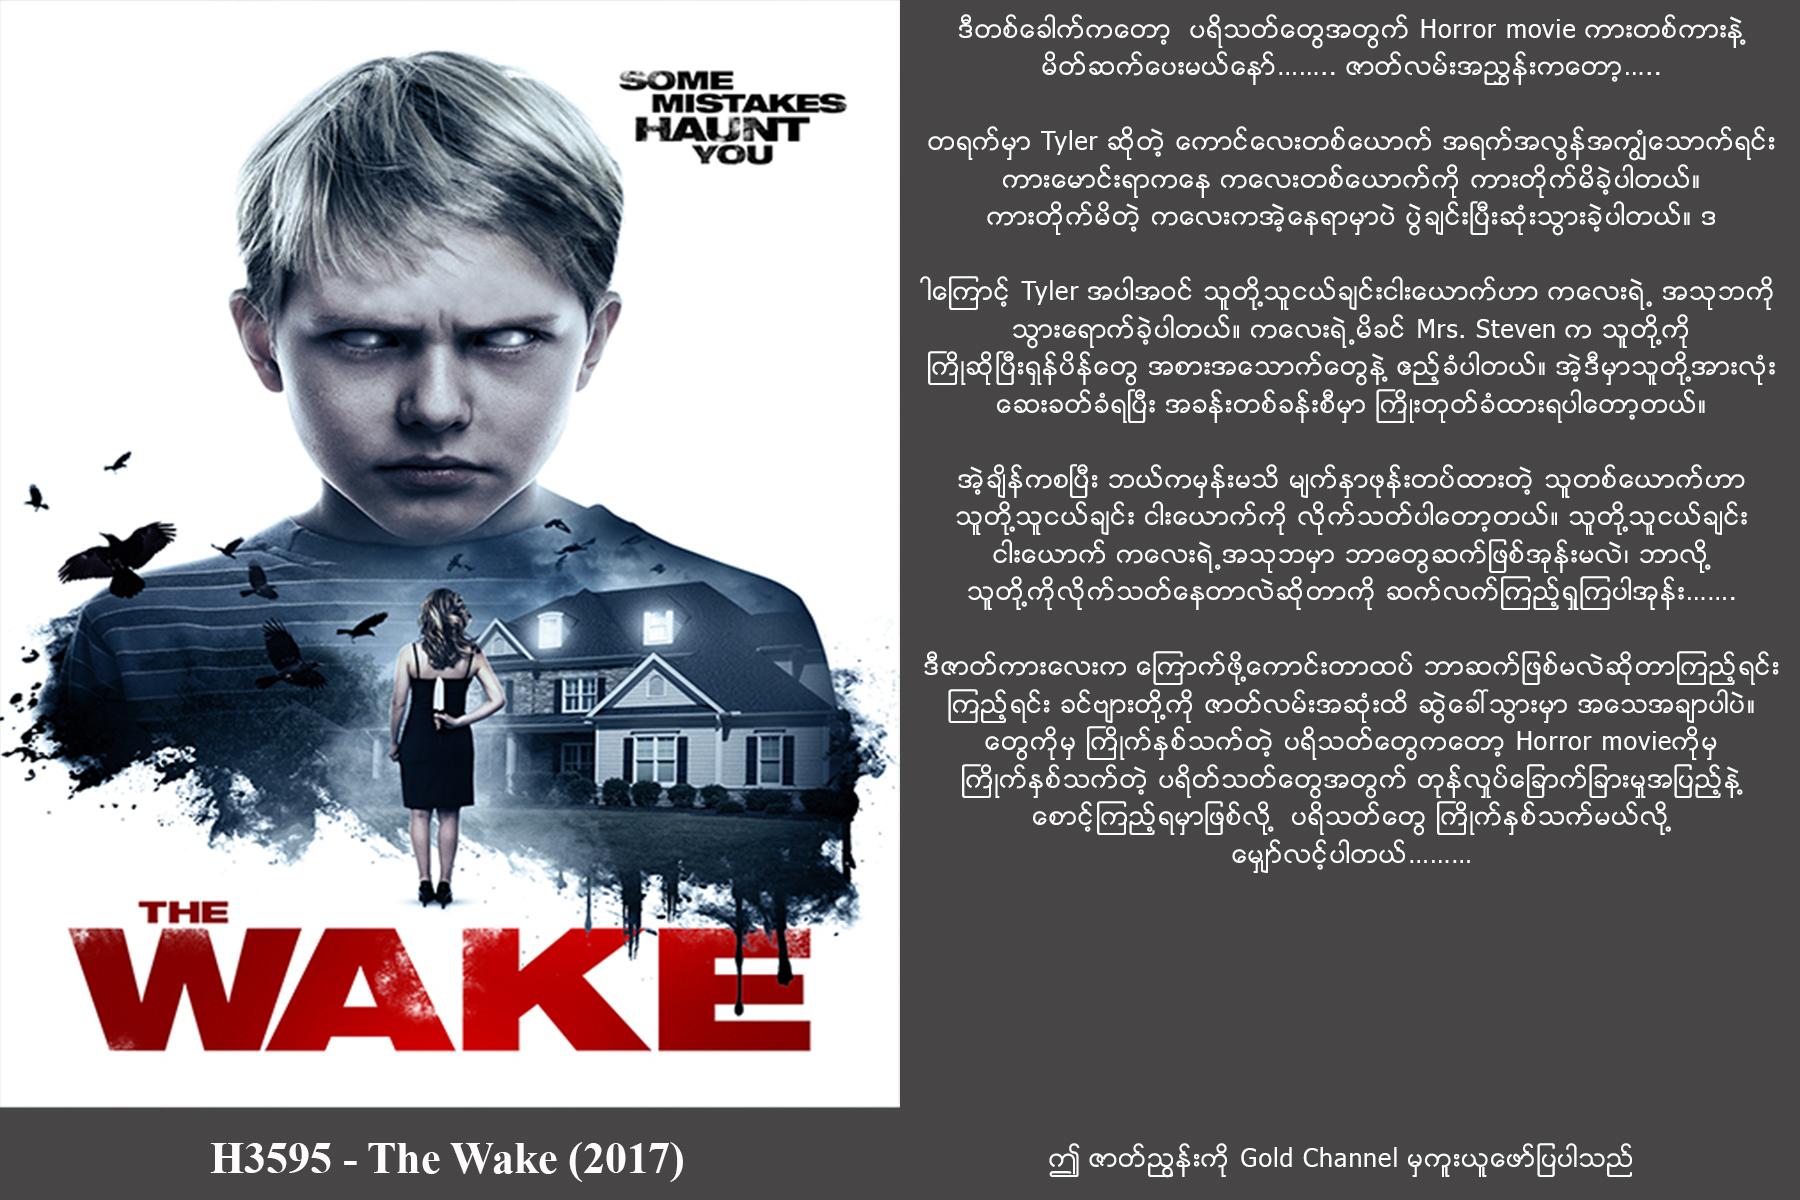 SOME
MISTAKES
HAUNT
YOU
THE
WAKE
H3595 - The Wake (2017)
ဒီတစ်ခေါက်ကတော့ ပရိသတ်တွေအတွက် Horror movie ကားတစ်ကားနဲ့
မိတ်ဆက်ပေးမယ်နော်........ ဇာတ်လမ်းအညွှန်းကတော့.....
တရက်မှာ Tyler ဆိုတဲ့ ကောင်လေးတစ်ယောက် အရက်အလွန်အကျွံသောက်ရင်း
ကားမောင်းရာကနေ ကလေးတစ်ယောက်ကို ကားတိုက်မိခဲ့ပါတယ်။
ကားတိုက်မိတဲ့ ကလေးကအဲ့နေရာမှာပဲ ပွဲချင်းပြီးဆုံးသွားခဲ့ပါတယ်။ ဒ
ါကြောင့် Tyler အပါအဝင် သူတို့သူငယ်ချင်းငါးယောက်ဟာ ကလေးရဲ့ အသုဘကို
သွားရောက်ခဲ့ပါတယ်။ ကလေးရဲ့မိခင် Mrs. Steven က သူတို့ကို
ကြိုဆိုပြီးရှန်ပိန်တွေ အစားအသောက်တွေနဲ့ ဧည့်ခံပါတယ်။ အဲ့ဒီမှာသူတို့အားလုံး
ဆေးခတ်ခံရပြီး အခန်းတစ်ခန်းစီမှာ ကြိုးတုတ်ခံထားရပါတော့တယ်။
အဲ့ချိန်ကစပြီး ဘယ်ကမှန်းမသိ မျက်နှာဖုန်းတပ်ထားတဲ့ သူတစ်ယောက်ဟာ
သူတို့သူငယ်ချင်း ငါးယောက်ကို လိုက်သတ်ပါတော့တယ်။ သူတို့သူငယ်ချင်း
ငါးယောက် ကလေးရဲ့အသုဘမှာ ဘာတွေဆက်ဖြစ်အုန်းမလဲ၊ ဘာလို့
သူတို့ကိုလိုက်သတ်နေတာလဲဆိုတာကို ဆက်လက်ကြည့်ရှုကြပါအုန်း.......
ဒီဇာတ်ကားလေးက ကြောက်ဖို့ကောင်းတာထပ် ဘာဆက်ဖြစ်မလဲဆိုတာကြည့်ရင်း
ကြည့်ရင်း ခင်ဗျားတို့ကို ဇာတ်လမ်းအဆုံးထိ ဆွဲခေါ်သွားမှာ အသေအချာပါပဲ။
တွေကိုမှ ကြိုက်နှစ်သက်တဲ့ ပရိသတ်တွေကတော့ Horror movieကိုမှ
ကြိုက်နှစ်သက်တဲ့ ပရိတ်သတ်တွေအတွက် တုန်လှုပ်ခြောက်ခြားမှုအပြည့်နဲ့
စောင့်ကြည့်ရမှာဖြစ်လို့ ပရိသတ်တွေ ကြိုက်နှစ်သက်မယ်လို့
မျှော်လင့်ပါတယ်.........
ဤ ဇာတ်ညွှန်းကို Gold Channel မှကူးယူဖော်ပြပါသည်